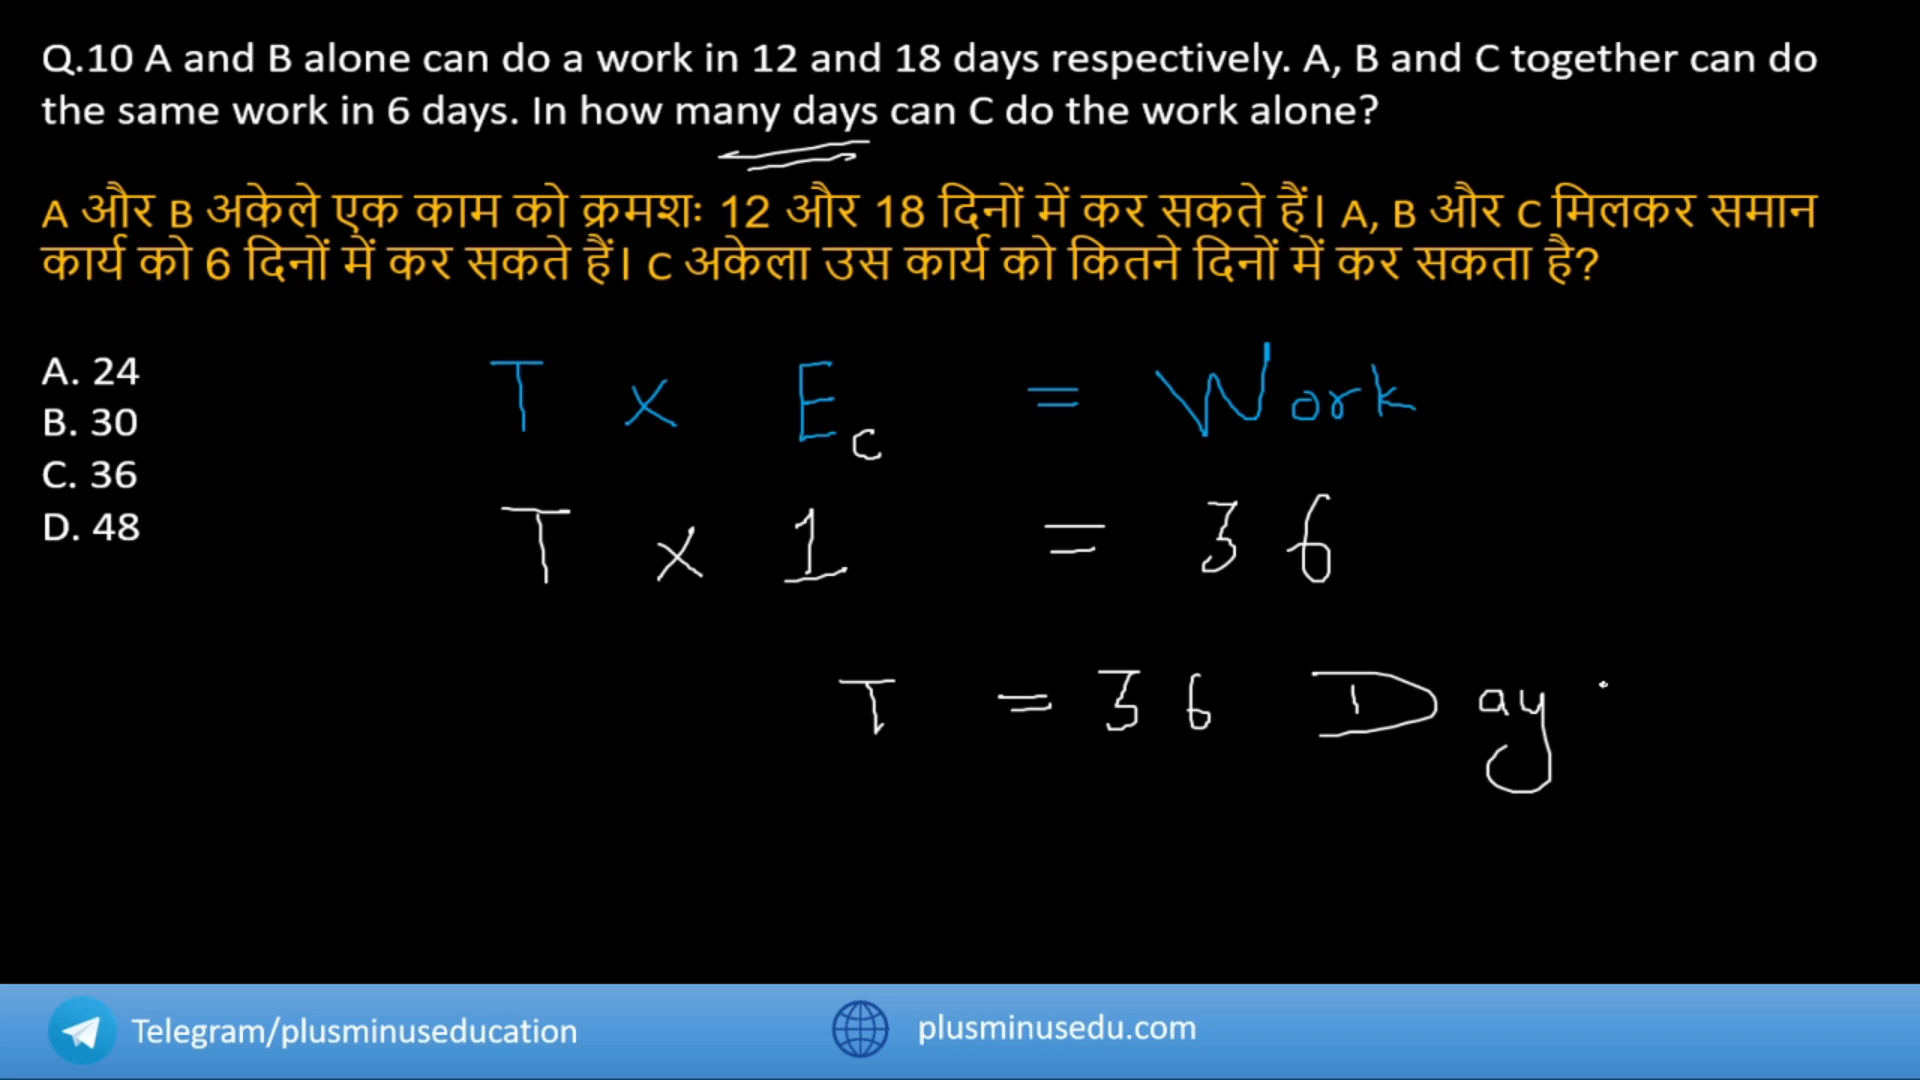 Q.10 A and B alone can do a work in 12 and 18 days respectively. A, B and C together can do
the same work in 6 days. In how many days can C do the work alone?
A और B अकेले एक काम को क्रमशः 12 और 18 दिनों में कर सकते हैं। A, B और C मिलकर समान
कार्य को 6 दिनों में कर सकते हैं। C अकेला उस कार्य को कितने दिनों में कर सकता है?
A. 24
B. 30
C. 36
D. 48
T x E c = Work
T x 1 = 36
T = 36 Day
Telegram/plusminuseducation
plusminusedu.com